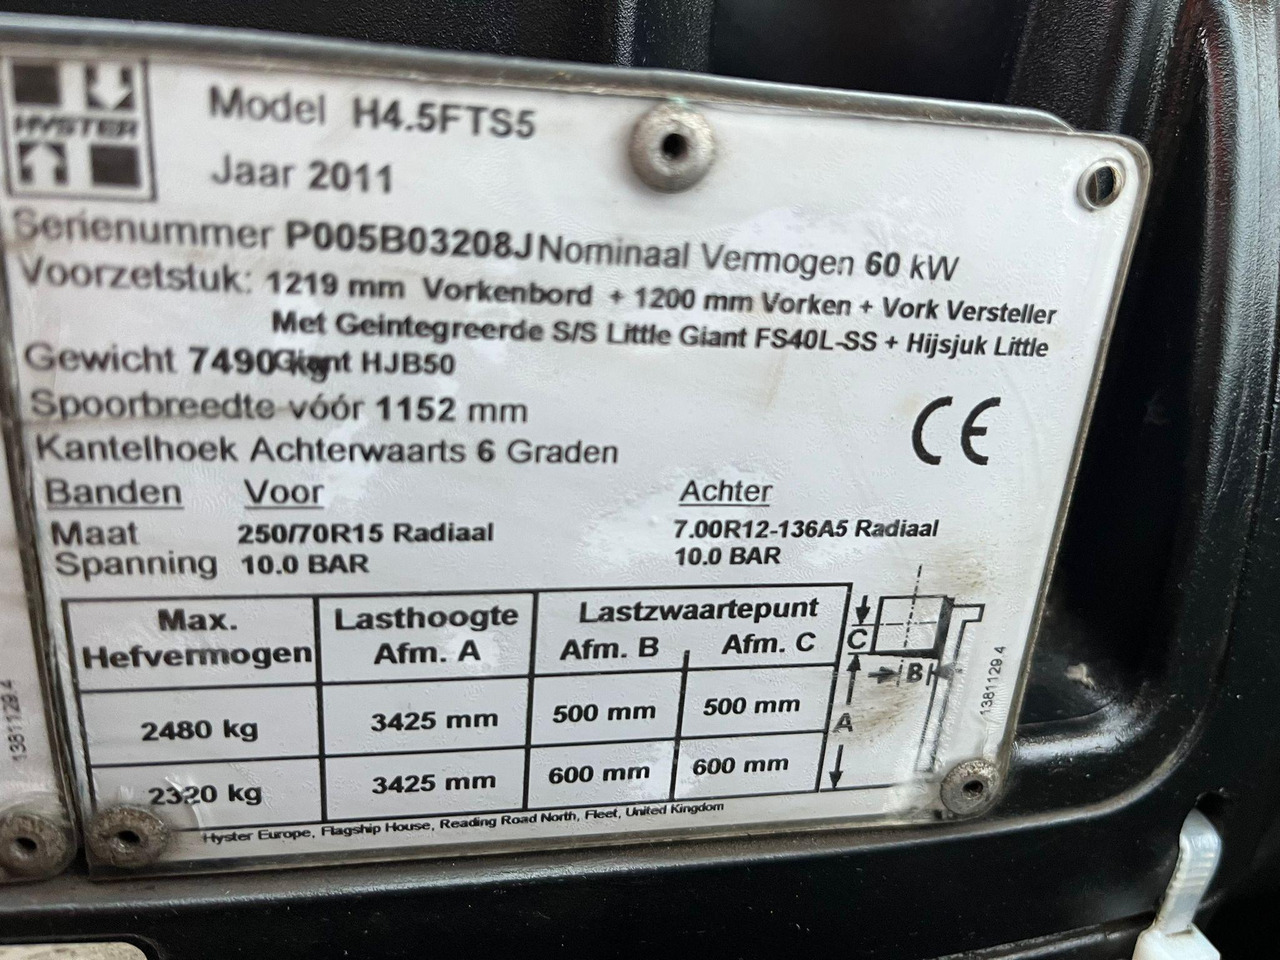 HYSTER
Model H4.5FTS5
Jaar 2011
Serienummer P005B03208J Nominaal Vermogen 60 kW
Voorzetstuk: 1219 mm Vorkenbord + 1200 mm Vorken + Vork Versteller
Met Geintegreerde S/S Little Giant FS40L-SS + Hijsjuk Little
Gewicht 7490 kg Giant HJB50
Spoorbreedte vóór 1152 mm
Kantelhoek Achterwaarts 6 Graden
CE
Banden Voor Achter
Maat 250/70R15 Radiaal 7.00R12-136A5 Radiaal
Spanning 10.0 BAR 10.0 BAR
Max. Hefvermogen Lasthoogte Afm. A Lastzwaartepunt Afm. B Afm. C
2480 kg 3425 mm 500 mm 500 mm
2320 kg 3425 mm 600 mm 600 mm
C
B
A
1381129.4
Hyster Europe, Flagship House, Reading Road North, Fleet, United Kingdom
1381129.4